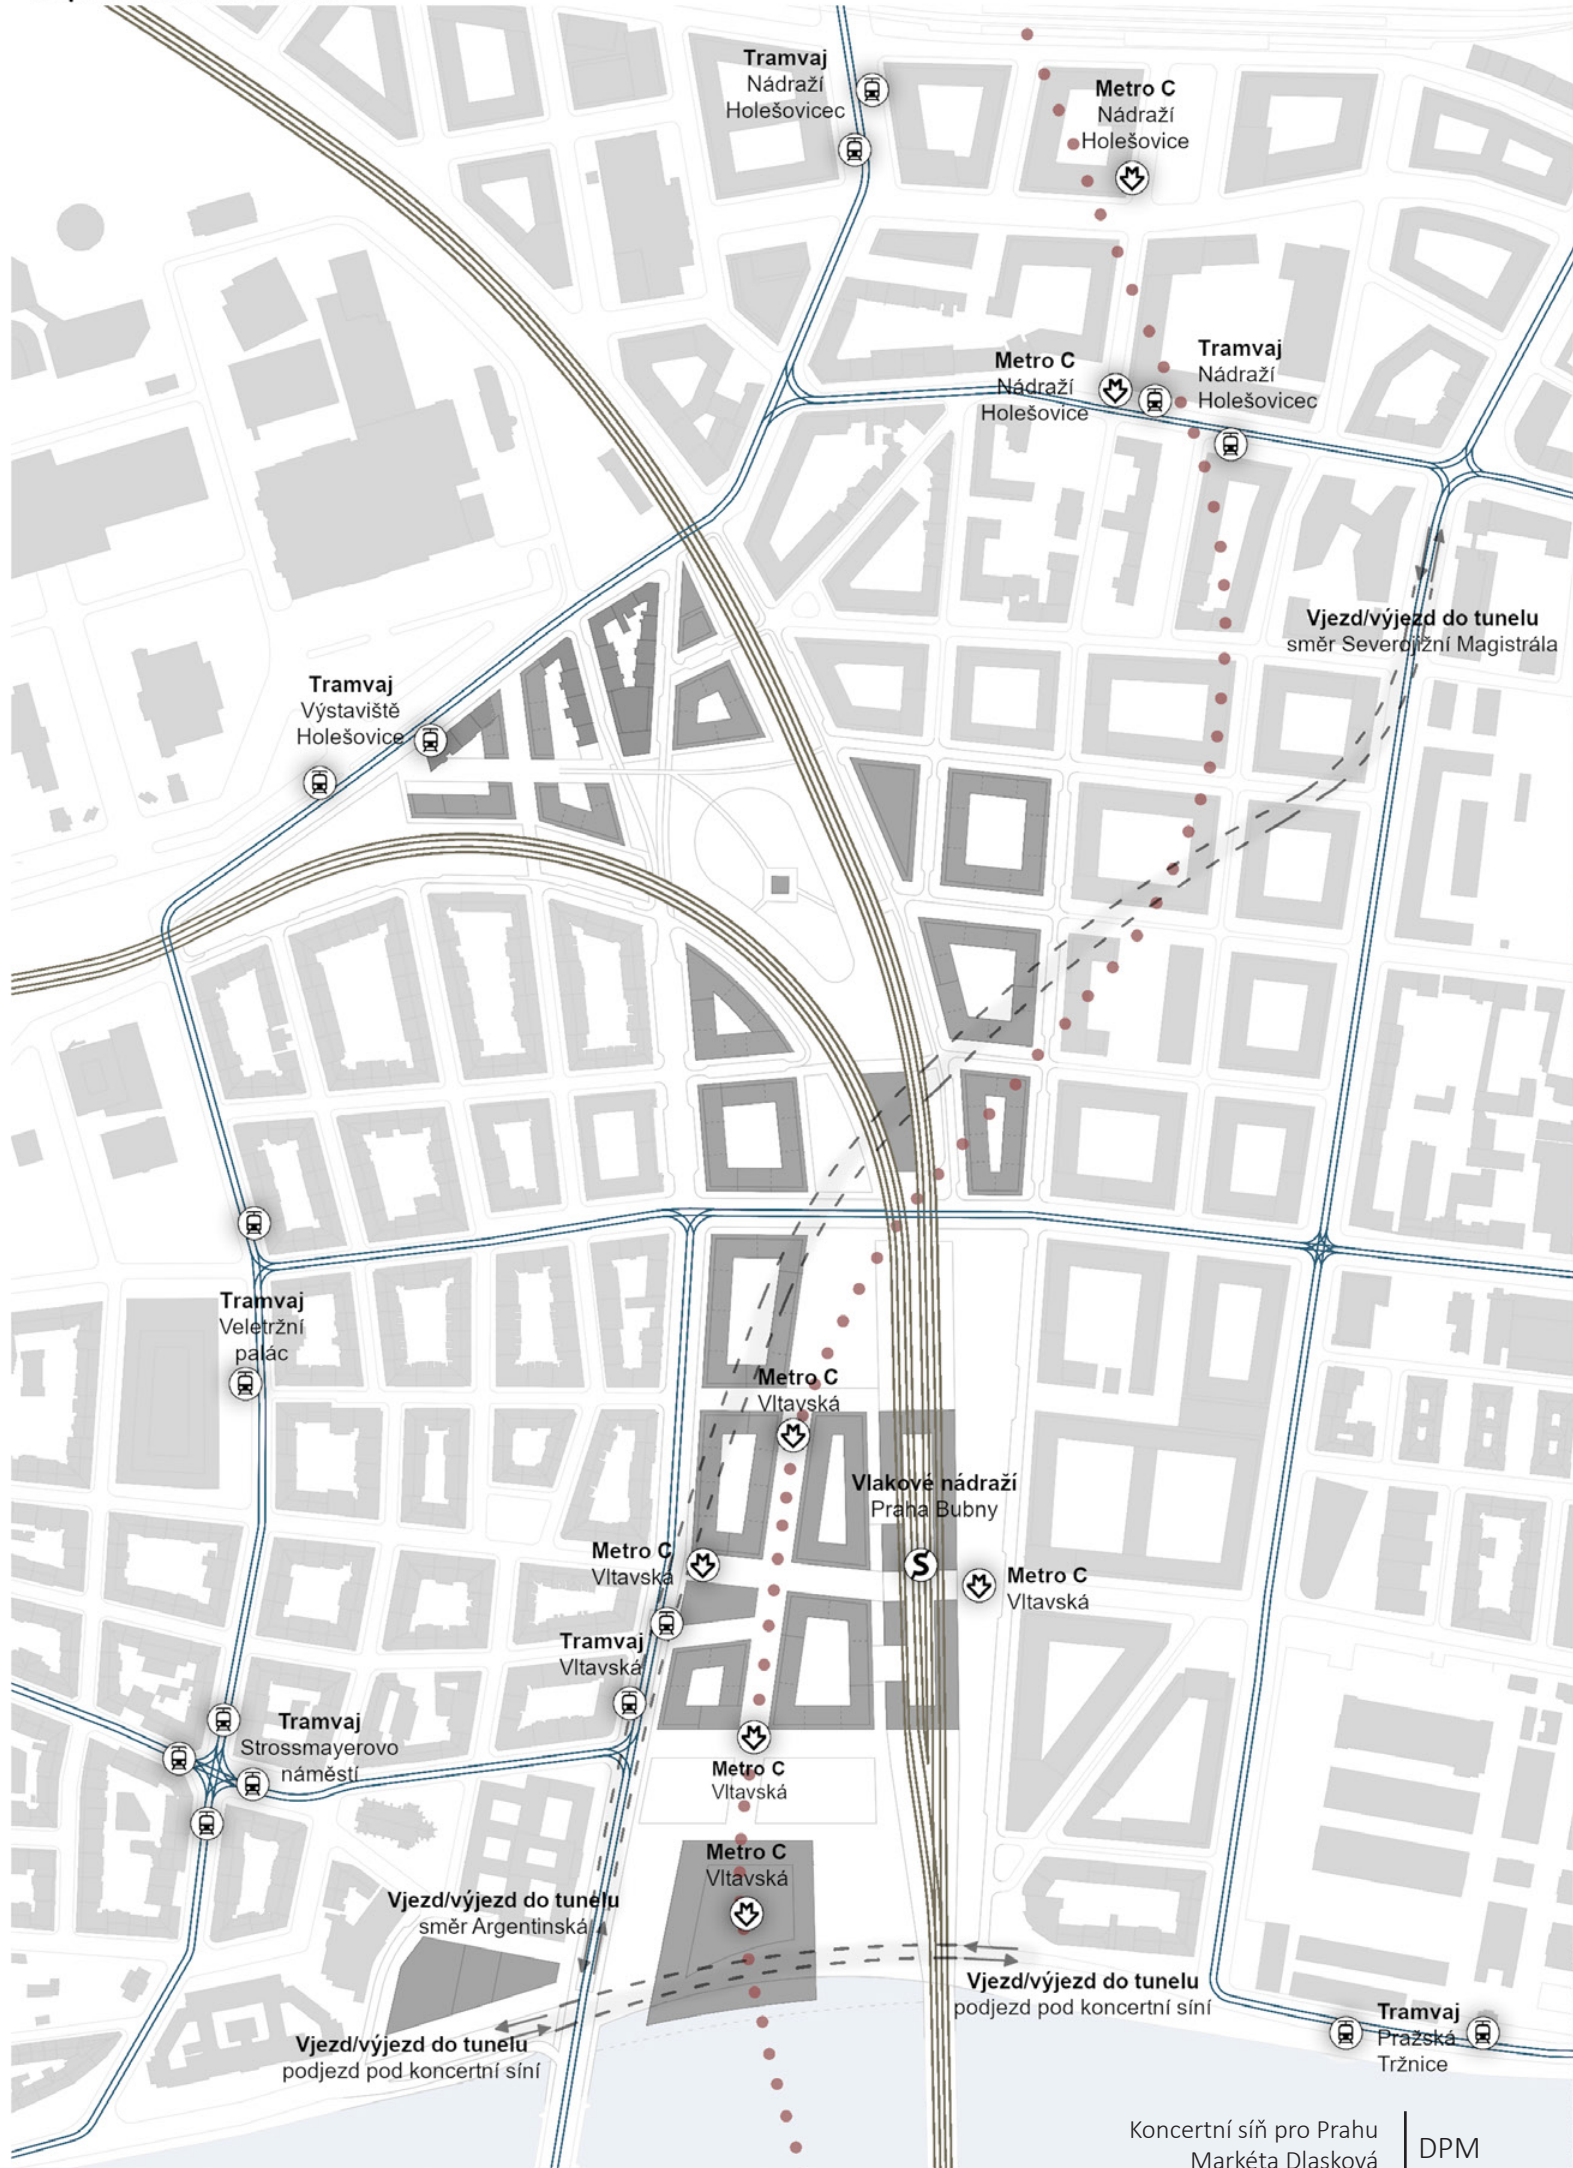 Tramvaj
Nádraží
Holešovicec
Metro C
Nádraží
Holešovice
Metro C
Nádraží
Holešovice
Tramvaj
Nádraží
Holešovicec
Vjezd/výjezd do tunelu
směr Severojižní Magistrála
Tramvaj
Výstaviště
Holešovice
Tramvaj
Veletržní
palác
Metro C
Vltavská
Vlakové nádraží
Praha Bubny
Metro C
Vltavská
Metro C
Vltavská
Tramvaj
Vltavská
Tramvaj
Strossmayerovo
náměstí
Metro C
Vltavská
Metro C
Vltavská
Vjezd/výjezd do tunelu
směr Argentinská
Vjezd/výjezd do tunelu
podjezd pod koncertní síní
Vjezd/výjezd do tunelu
podjezd pod koncertní síní
Tramvaj
Pražská
Tržnice
Koncertní síň pro Prahu
Markéta Dlasková
DPM